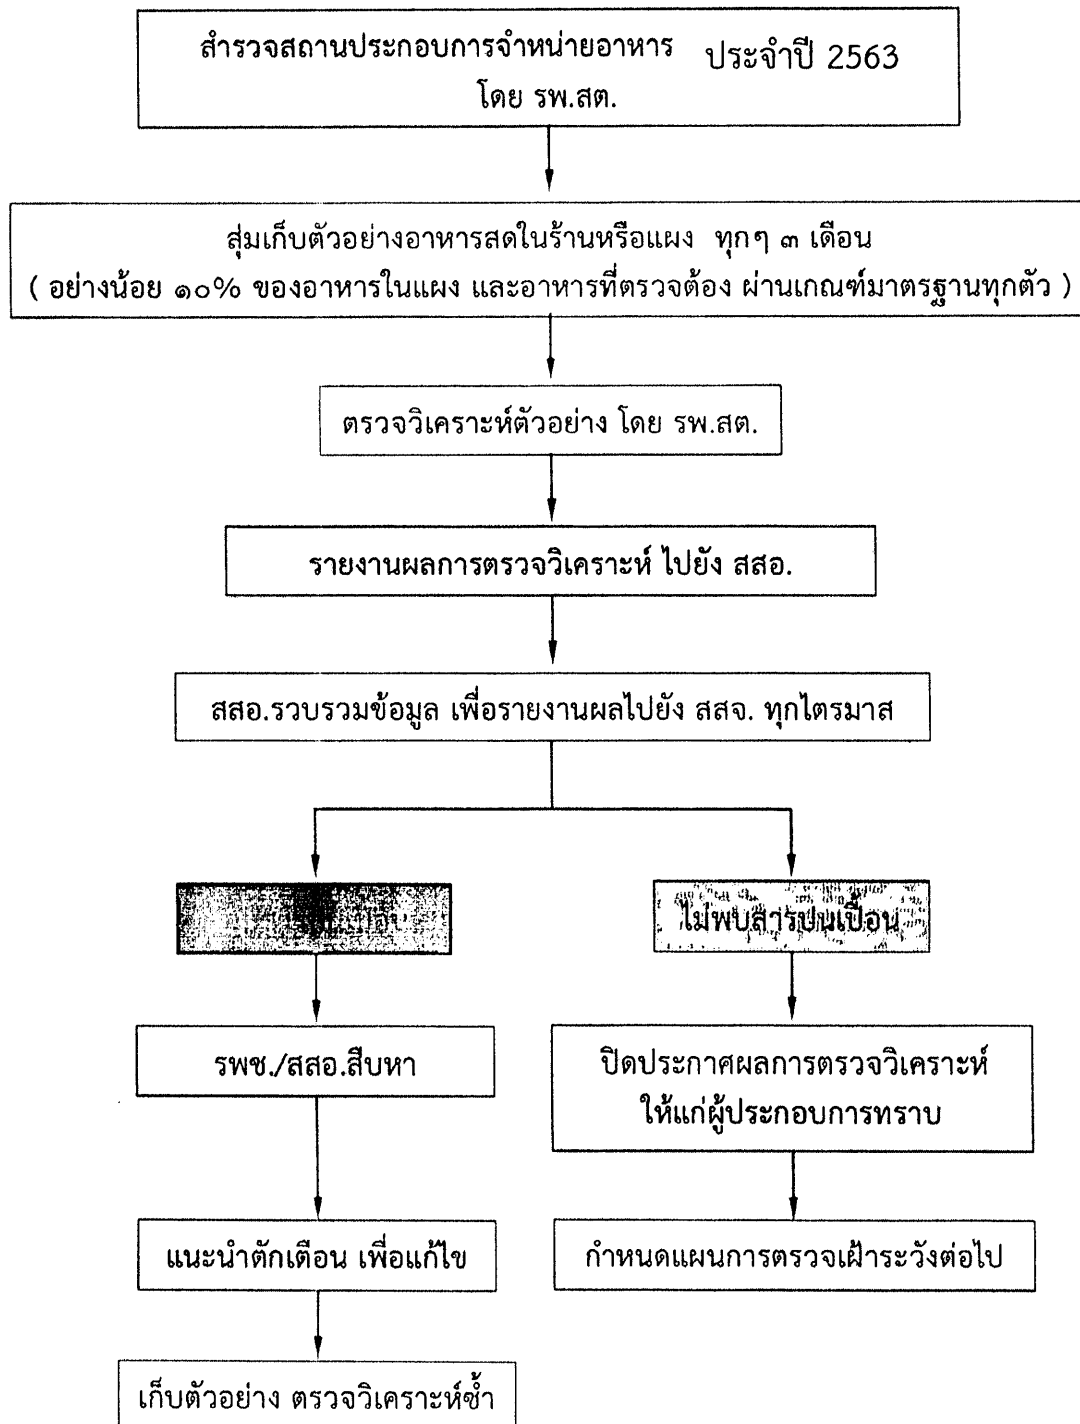 สำรวจสถานประกอบการจำหน่ายอาหาร ประจำปี 2563
โดย รพ.สต.
สุ่มเก็บตัวอย่างอาหารสดในร้านหรือแผง ทุกๆ ๓ เดือน
( อย่างน้อย ๑๐% ของอาหารในแผง และอาหารที่ตรวจต้อง ผ่านเกณฑ์มาตรฐานทุกตัว )
ตรวจวิเคราะห์ตัวอย่าง โดย รพ.สต.
รายงานผลการตรวจวิเคราะห์ ไปยัง สสอ.
สสอ.รวบรวมข้อมูล เพื่อรายงานผลไปยัง สสจ. ทุกไตรมาส
ไม่พบสารปนเปื้อน
รพช./สสอ.สืบหา
ปิดประกาศผลการตรวจวิเคราะห์
ให้แก่ผู้ประกอบการทราบ
แนะนำตักเตือน เพื่อแก้ไข
กำหนดแผนการตรวจเฝ้าระวังต่อไป
เก็บตัวอย่าง ตรวจวิเคราะห์ซ้ำ